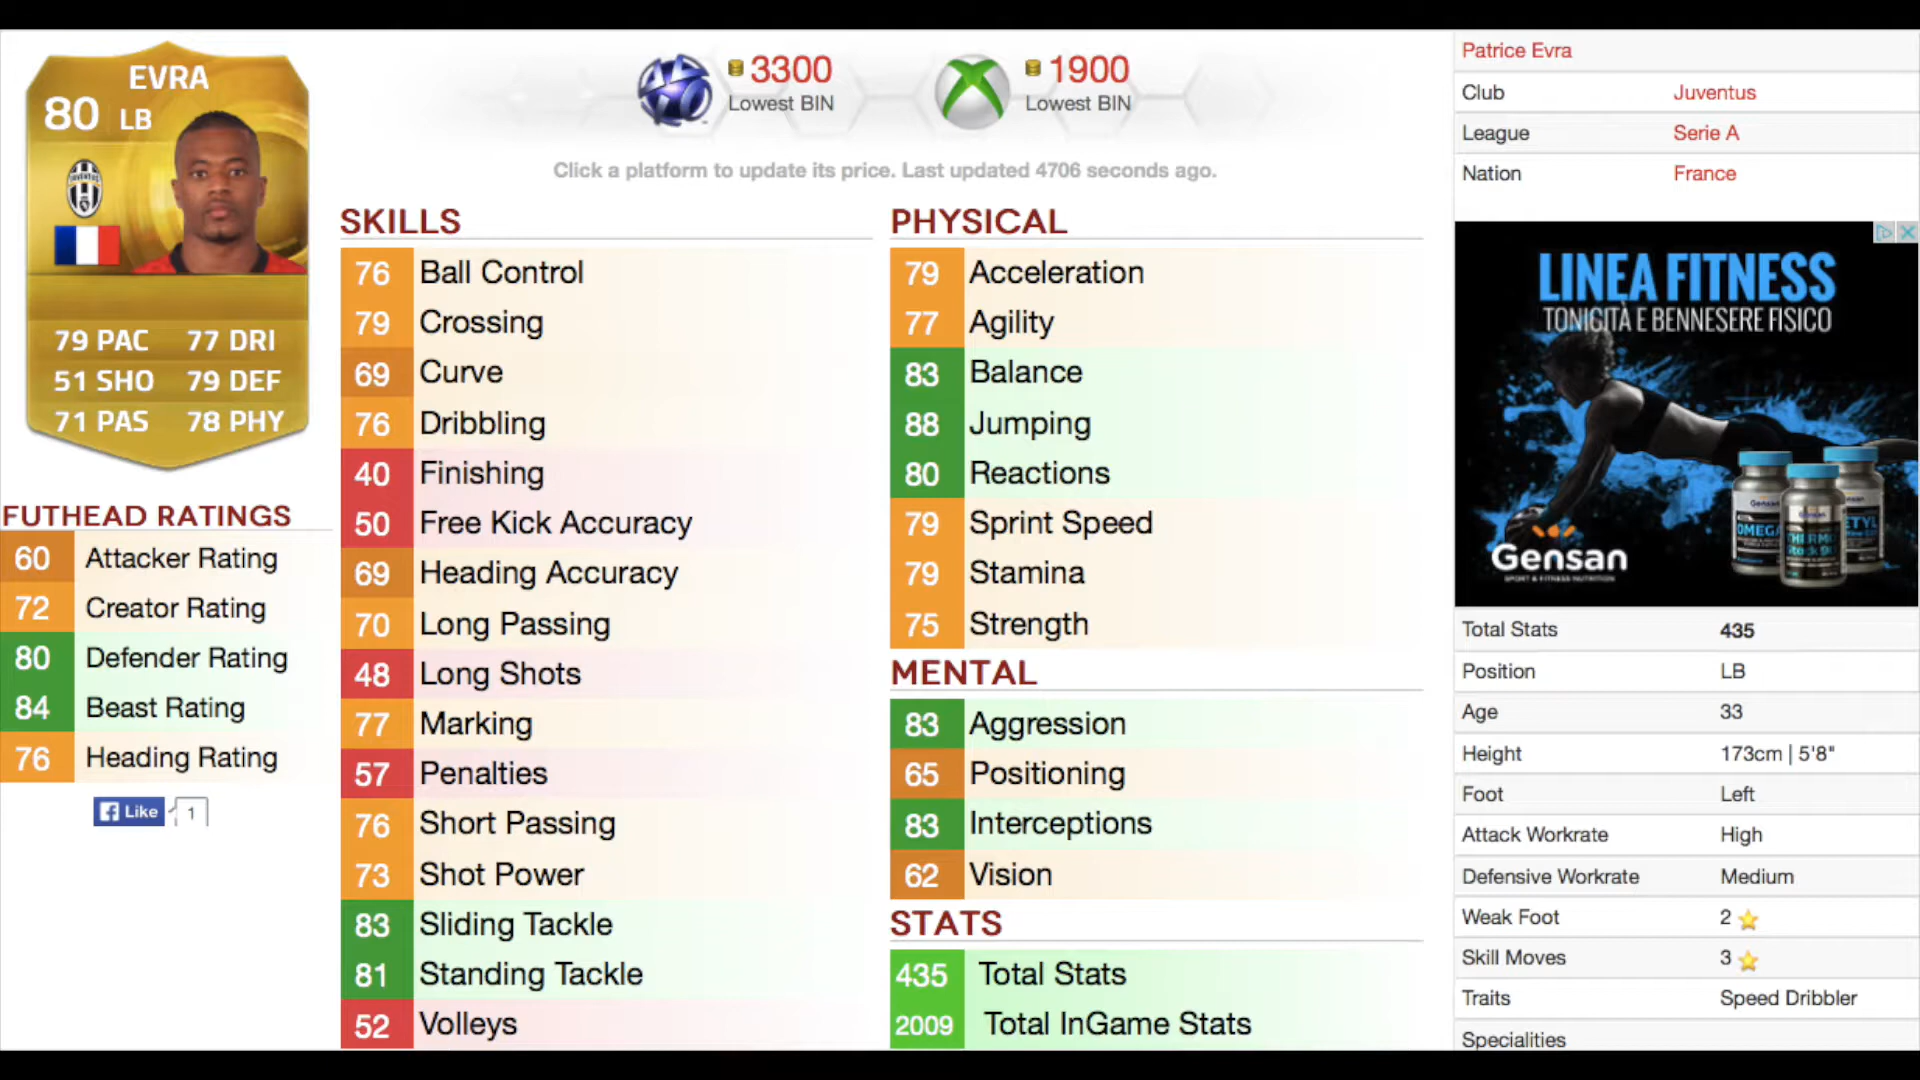 EVRA
80 LB
79 PAC 77 DRI
51 SHO 79 DEF
71 PAS 78 PHY
FUTHEAD RATINGS
60 Attacker Rating
72 Creator Rating
80 Defender Rating
84 Beast Rating
76 Heading Rating
Like 1
3300
Lowest BIN
1900
Lowest BIN
Click a platform to update its price. Last updated 4706 seconds ago.
SKILLS
76 Ball Control
79 Crossing
69 Curve
76 Dribbling
40 Finishing
50 Free Kick Accuracy
69 Heading Accuracy
70 Long Passing
48 Long Shots
77 Marking
57 Penalties
76 Short Passing
73 Shot Power
83 Sliding Tackle
81 Standing Tackle
52 Volleys
PHYSICAL
79 Acceleration
77 Agility
83 Balance
88 Jumping
80 Reactions
79 Sprint Speed
79 Stamina
75 Strength
MENTAL
83 Aggression
65 Positioning
83 Interceptions
62 Vision
STATS
435 Total Stats
2009 Total InGame Stats
Patrice Evra
Club Juventus
League Serie A
Nation France
LINEA FITNESS
TONICITÀ E BENNESERE FISICO
Gensan
SPORT & FITNESS NUTRITION
Gensan
OMEGA
Gensan
THERMO
ETYL
Total Stats 435
Position LB
Age 33
Height 173cm | 5'8"
Foot Left
Attack Workrate High
Defensive Workrate Medium
Weak Foot 2
Skill Moves 3
Traits Speed Dribbler
Specialities